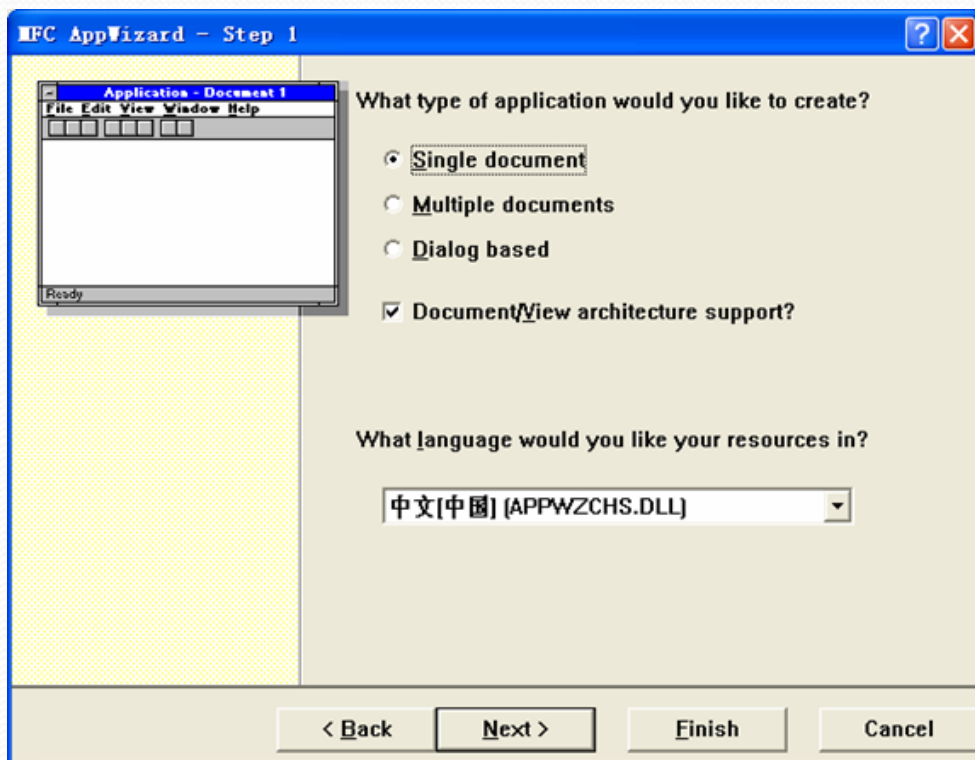 MFC AppWizard - Step 1
Application - Document 1
File Edit View Window Help
Ready
What type of application would you like to create?
Single document
Multiple documents
Dialog based
Document/View architecture support?
What language would you like your resources in?
中文[中国] (APPWZCHS.DLL)
< Back
Next >
Finish
Cancel